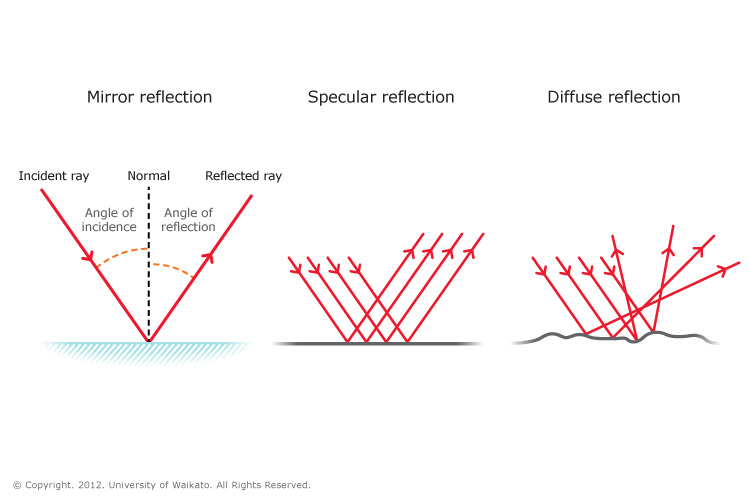 Mirror reflection
Specular reflection
Diffuse reflection
Incident ray
Normal
Reflected ray
Angle of
incidence
Angle of
reflection
© Copyright. 2012. University of Waikato. All Rights Reserved.